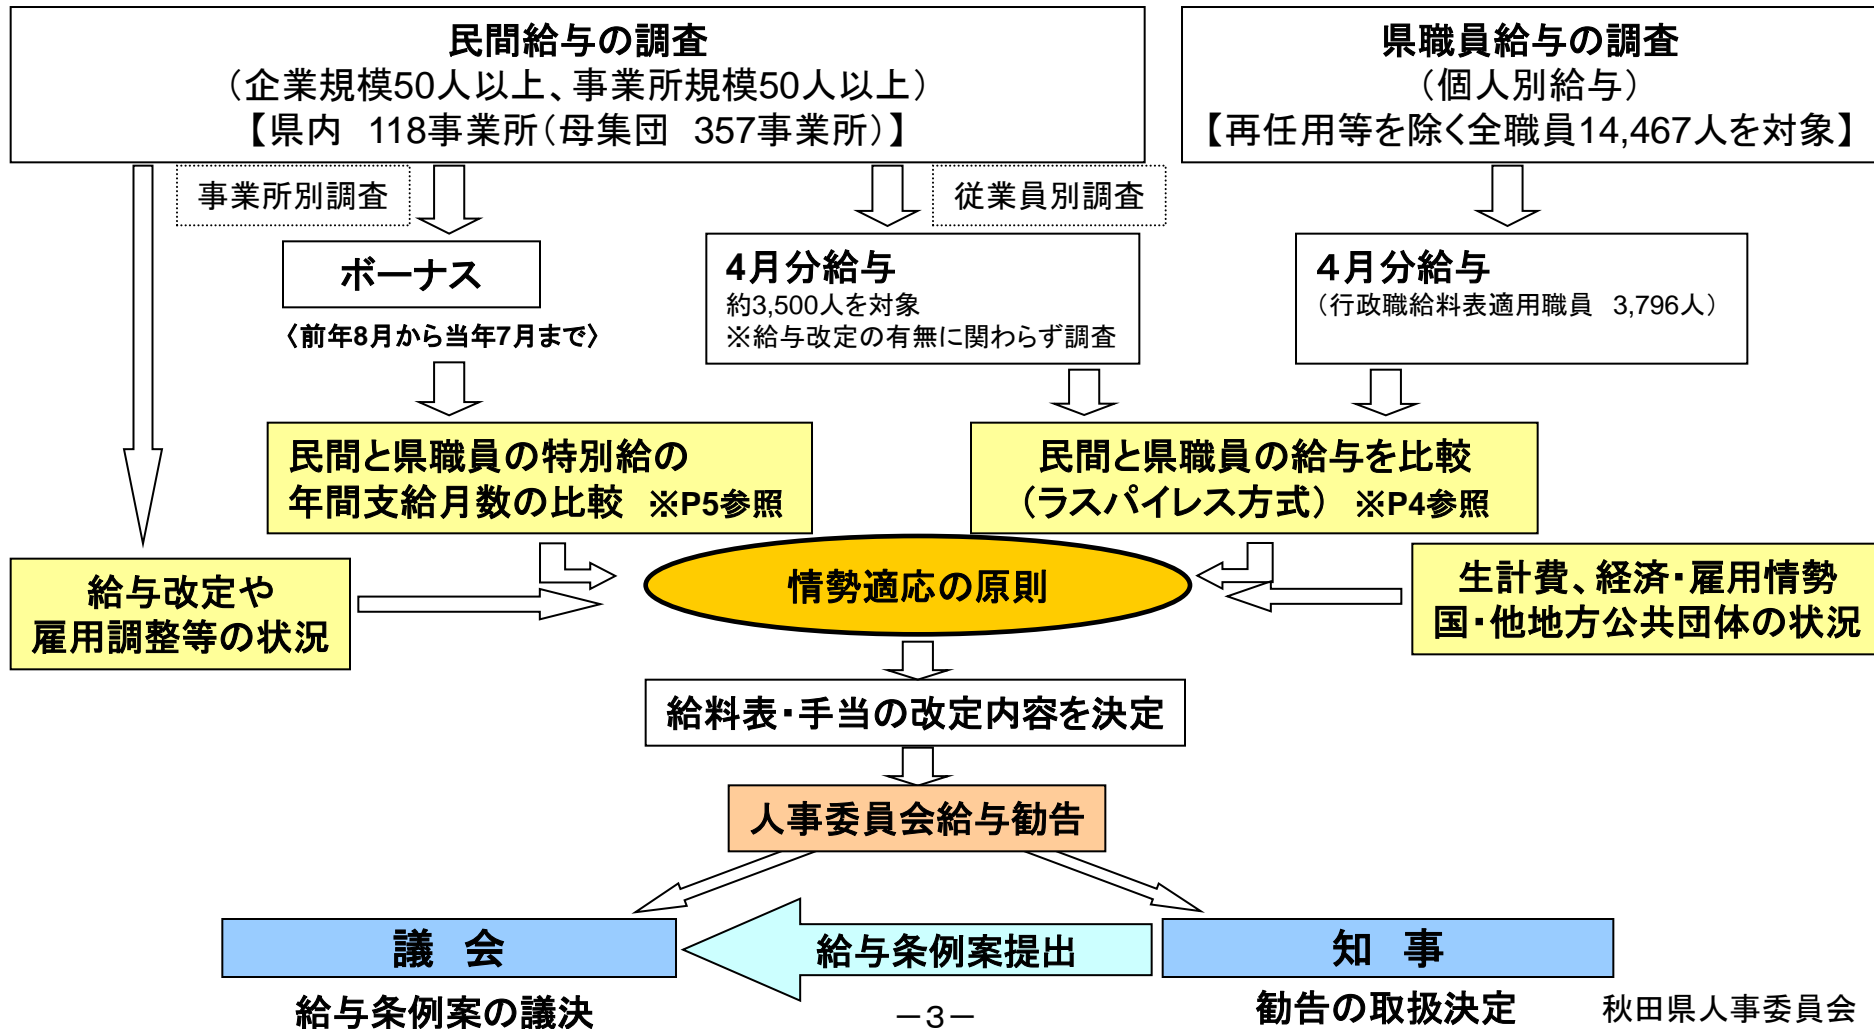 民間給与の調査
（企業規模50人以上、事業所規模50人以上）
【県内　118事業所（母集団　357事業所）】
県職員給与の調査
（個人別給与）
【再任用等を除く全職員14,467人を対象】
事業所別調査
従業員別調査
ボーナス
〈前年8月から当年7月まで〉
4月分給与
約3,500人を対象
※給与改定の有無に関わらず調査
４月分給与
（行政職給料表適用職員　3,796人）
民間と県職員の特別給の
年間支給月数の比較　※P5参照
民間と県職員の給与を比較
（ラスパイレス方式）　※P4参照
給与改定や
雇用調整等の状況
情勢適応の原則
生計費、経済・雇用情勢
国・他地方公共団体の状況
給料表・手当の改定内容を決定
人事委員会給与勧告
議　会
給与条例案提出
知　事
給与条例案の議決
－3－
勧告の取扱決定
秋田県人事委員会